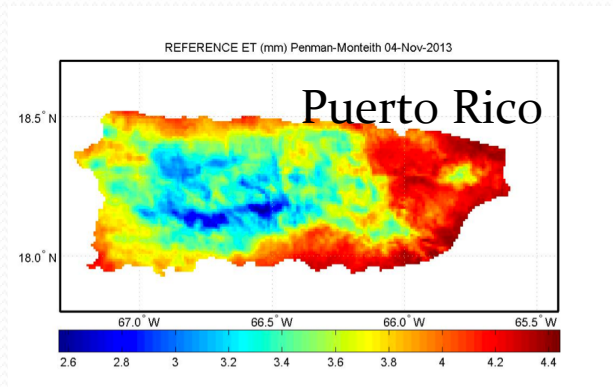 REFERENCE ET (mm) Penman-Monteith 04-Nov-2013
Puerto Rico
18.5° N
18.0° N
67.0° W 66.5° W 66.0° W 65.5° W
2.6 2.8 3 3.2 3.4 3.6 3.8 4 4.2 4.4